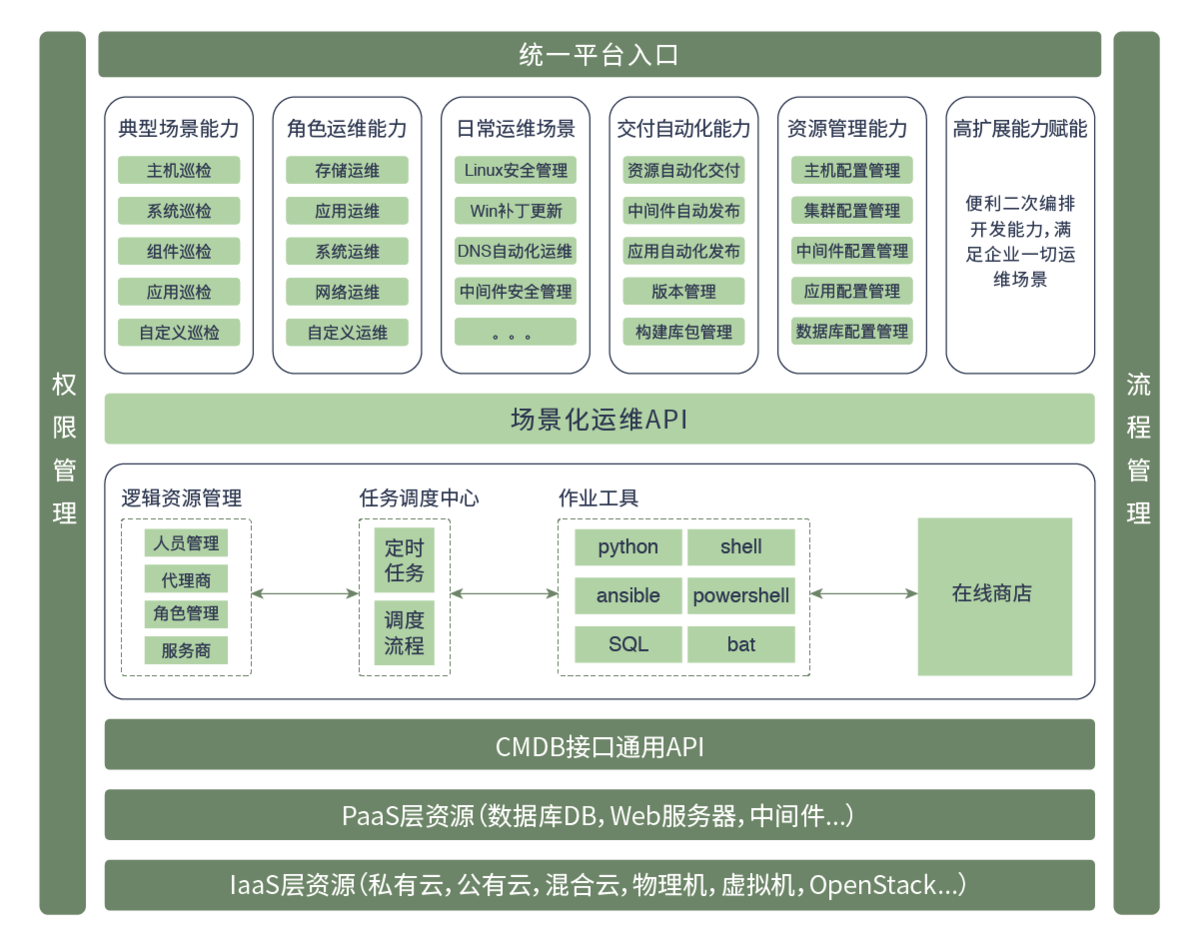 统一平台入口
权
限
管
理
流
程
管
理
典型场景能力
主机巡检
系统巡检
组件巡检
应用巡检
自定义巡检
角色运维能力
存储运维
应用运维
系统运维
网络运维
自定义运维
日常运维场景
Linux安全管理
Win补丁更新
DNS自动化运维
中间件安全管理
。。。
交付自动化能力
资源自动化交付
中间件自动发布
应用自动化发布
版本管理
构建库包管理
资源管理能力
主机配置管理
集群配置管理
中间件配置管理
应用配置管理
数据库配置管理
高扩展能力赋能
便利二次编排
开发能力,满
足企业一切运
维场景
场景化运维API
逻辑资源管理
人员管理
代理商
角色管理
服务商
任务调度中心
定时
任务
调度
流程
作业工具
python
shell
ansible
powershell
SQL
bat
在线商店
CMDB接口通用API
PaaS层资源(数据库DB,Web服务器,中间件...)
IaaS层资源(私有云,公有云,混合云,物理机,虚拟机,OpenStack...)